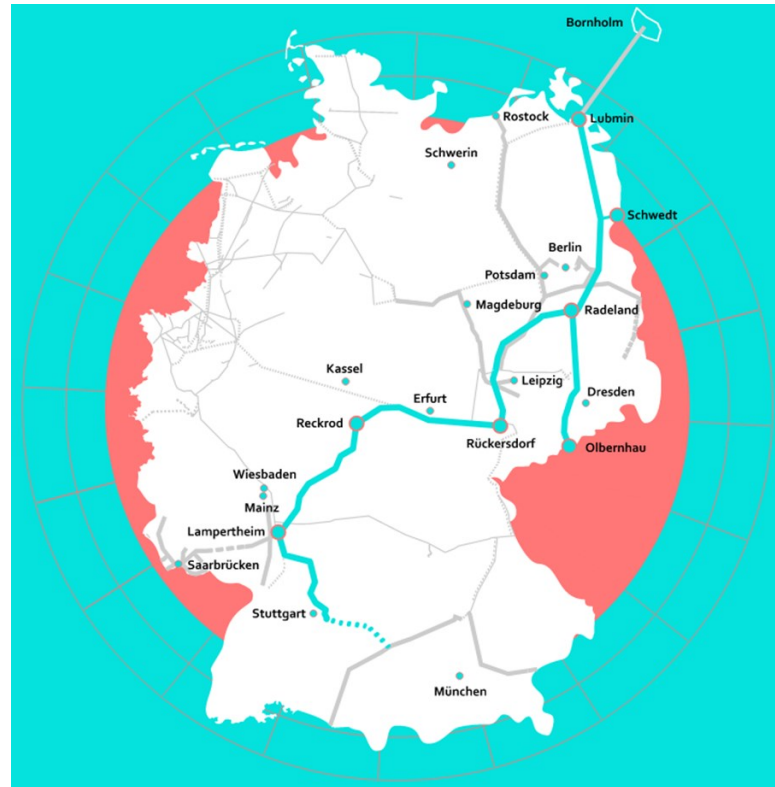 Bornholm
Rostock
Lubmin
Schwerin
Schwedt
Berlin
Potsdam
Magdeburg
Radeland
Kassel
Leipzig
Erfurt
Dresden
Reckrod
Rückersdorf
Olbernhau
Wiesbaden
Mainz
Lampertheim
Saarbrücken
Stuttgart
München